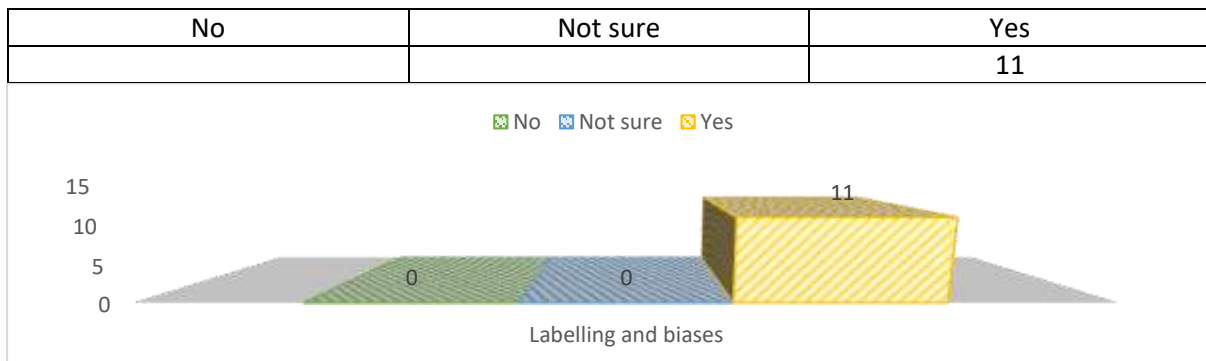 No Not sure Yes
11
No Not sure Yes
15
10
5
0
0 0 11
Labelling and biases